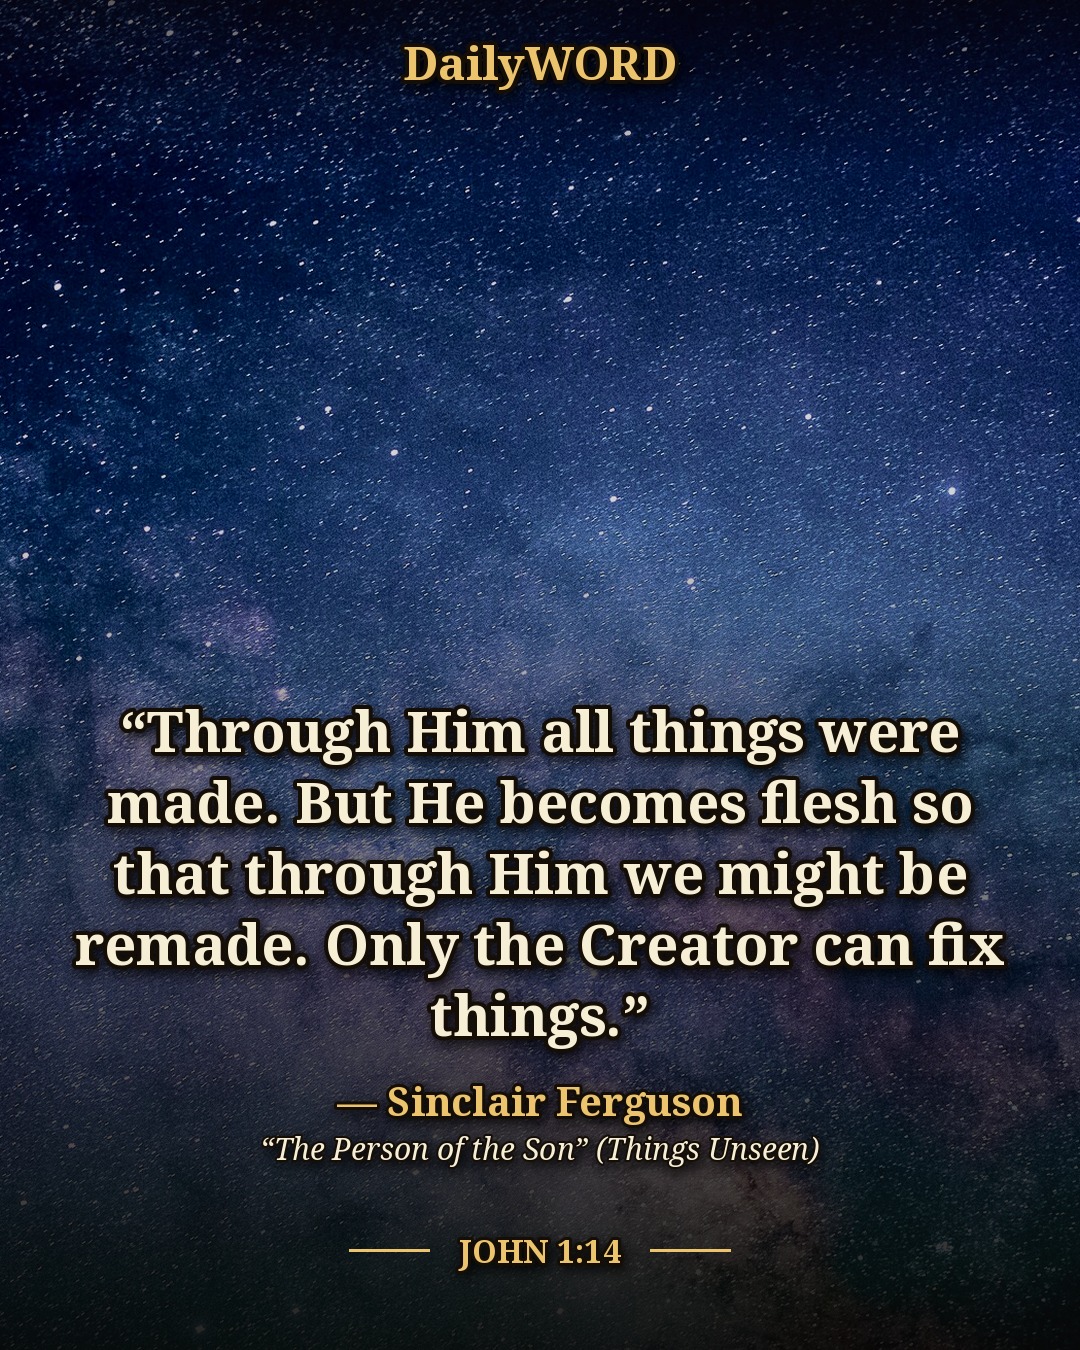 DailyWORD
“Through Him all things were
made. But He becomes flesh so
that through Him we might be
remade. Only the Creator can fix
things.”
— Sinclair Ferguson
“The Person of the Son” (Things Unseen)
JOHN 1:14